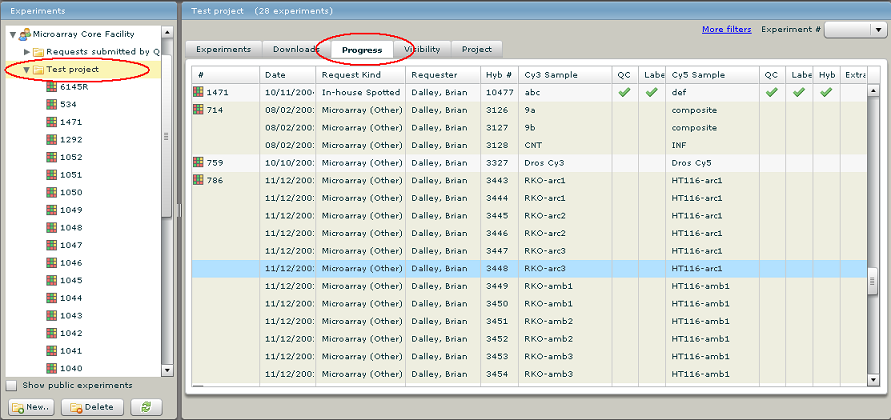 Experiments
Microarray Core Facility
Requests submitted by Q
Test project
6145R
534
1471
1292
1052
1051
1050
1049
1048
1047
1046
1045
1044
1043
1042
1041
1040
Show public experiments
New..
Delete
Test project (28 experiments)
More filters Experiment #
Experiments Downloads Progress Visibility Project
# Date Request Kind Requester Hyb # Cy3 Sample QC Labe Cy5 Sample QC Labe Hyb Extra
1471 10/11/2004 In-house Spotted Dalley, Brian 10477 abc def
714 08/02/200 Microarray (Other) Dalley, Brian 3126 9a composite
08/02/200 Microarray (Other) Dalley, Brian 3127 9b composite
08/02/200 Microarray (Other) Dalley, Brian 3128 CNT INF
759 10/10/200 Microarray (Other) Dalley, Brian 3327 Dros Cy3 Dros Cy5
786 11/12/200 Microarray (Other) Dalley, Brian 3443 RKO-arc1 HT116-arc1
11/12/200 Microarray (Other) Dalley, Brian 3444 RKO-arc1 HT116-arc1
11/12/200 Microarray (Other) Dalley, Brian 3445 RKO-arc2 HT116-arc1
11/12/200 Microarray (Other) Dalley, Brian 3446 RKO-arc2 HT116-arc1
11/12/200 Microarray (Other) Dalley, Brian 3447 RKO-arc3 HT116-arc1
11/12/200 Microarray (Other) Dalley, Brian 3448 RKO-arc3 HT116-arc1
11/12/200 Microarray (Other) Dalley, Brian 3449 RKO-amb1 HT116-amb1
11/12/200 Microarray (Other) Dalley, Brian 3450 RKO-amb1 HT116-amb1
11/12/200 Microarray (Other) Dalley, Brian 3451 RKO-amb2 HT116-amb1
11/12/200 Microarray (Other) Dalley, Brian 3452 RKO-amb2 HT116-amb1
11/12/200 Microarray (Other) Dalley, Brian 3453 RKO-amb3 HT116-amb1
11/12/200 Microarray (Other) Dalley, Brian 3454 RKO-amb3 HT116-amb1